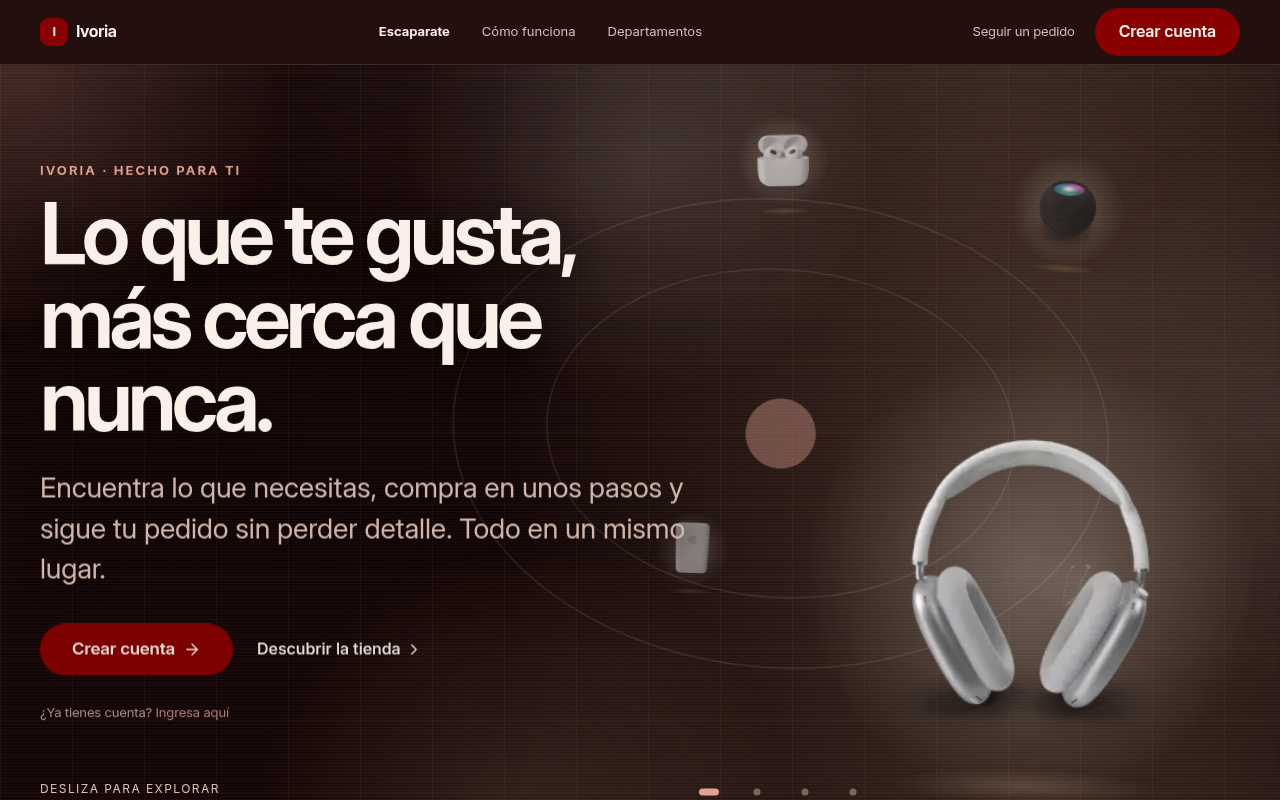 I Ivoria
Escaparate
Cómo funciona
Departamentos
Seguir un pedido
Crear cuenta
IVORIA · HECHO PARA TI
Lo que te gusta,
más cerca que
nunca.
Encuentra lo que necesitas, compra en unos pasos y
sigue tu pedido sin perder detalle. Todo en un mismo
lugar.
Crear cuenta
Descubrir la tienda
¿Ya tienes cuenta? Ingresa aquí
DESLIZA PARA EXPLORAR